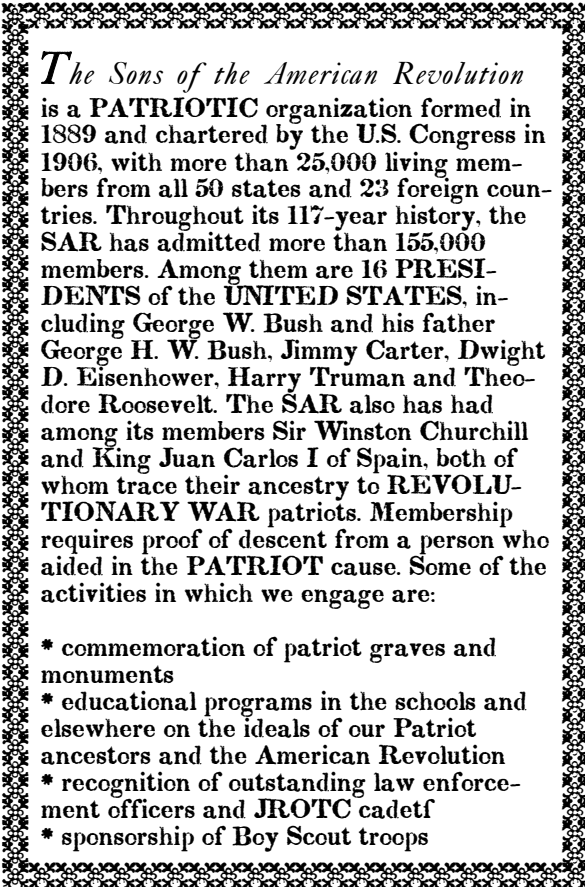 The Sons of the American Revolution
is a PATRIOTIC organization formed in
1889 and chartered by the U.S. Congress in
1906, with more than 25,000 living mem-
bers from all 50 states and 23 foreign coun-
tries. Throughout its 117-year history, the
SAR has admitted more than 155,000
members. Among them are 16 PRESI-
DENTS of the UNITED STATES, in-
cluding George W. Bush and his father
George H. W. Bush, Jimmy Carter, Dwight
D. Eisenhower, Harry Truman and Theo-
dore Roosevelt. The SAR also has had
among its members Sir Winston Churchill
and King Juan Carlos I of Spain, both of
whom trace their ancestry to REVOLU-
TIONARY WAR patriots. Membership
requires proof of descent from a person who
aided in the PATRIOT cause. Some of the
activities in which we engage are:

* commemoration of patriot graves and
monuments
* educational programs in the schools and
elsewhere on the ideals of our Patriot
ancestors and the American Revolution
* recognition of outstanding law enforce-
ment officers and JROTC cadetſ
* sponsorship of Boy Scout troops